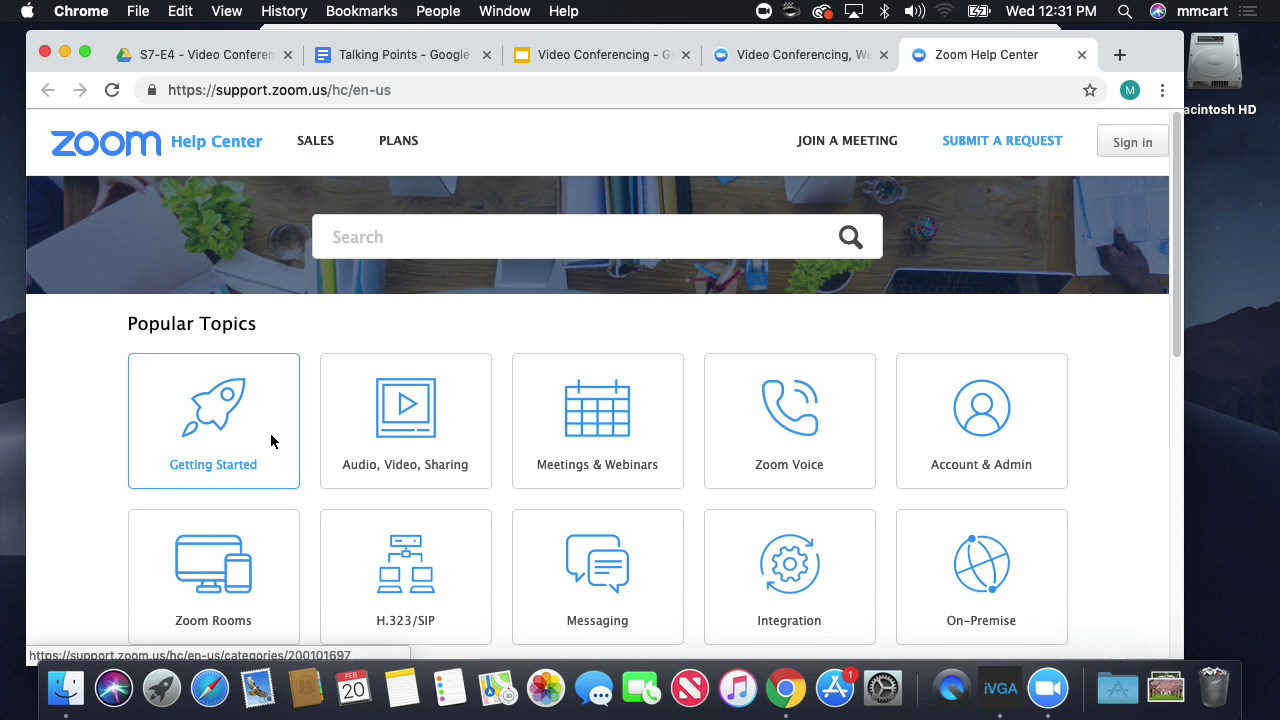 Chrome File Edit View History Bookmarks People Window Help Wed 12:31 PM mmcart
S7-E4 - Video Conferen Talking Points - Google Video Conferencing - G Video Conferencing, We Zoom Help Center
https://support.zoom.us/hc/en-us M
acintosh HD
zoom Help Center SALES PLANS JOIN A MEETING SUBMIT A REQUEST Sign in
Search
Popular Topics
Getting Started Audio, Video, Sharing Meetings & Webinars Zoom Voice Account & Admin
Zoom Rooms H.323/SIP Messaging Integration On-Premise
https://support.zoom.us/hc/en-us/categories/200101697
FEB
20
1
iVGA